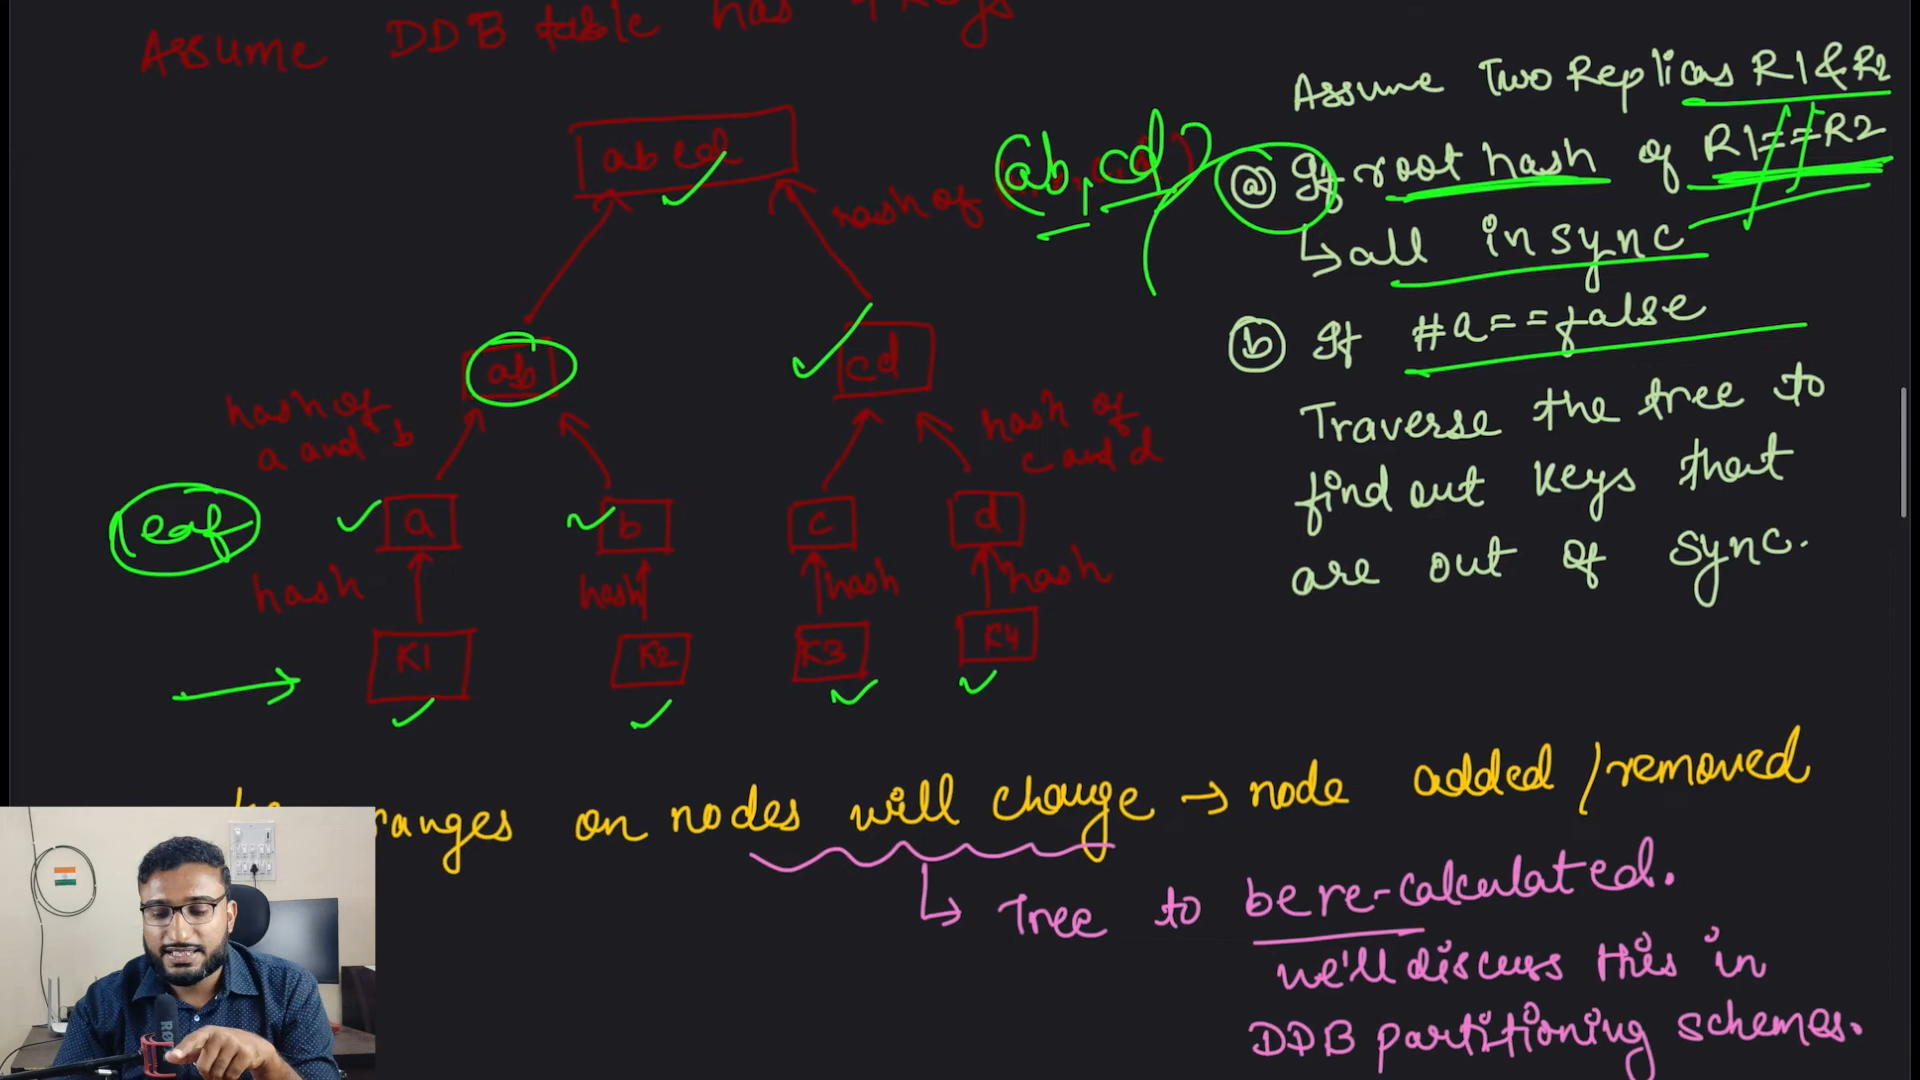 Assume DDB table has 4 keys
abcd
hash of
ab, cd
ab
cd
hash of
a and b
hash of
c and d
leaf
a
b
c
d
hash
hash
hash
hash
K1
K2
K3
K4
Assume Two Replicas R1 & R2
ⓐ If root hash of R1==R2
↳ all in sync
ⓑ If #a==false
Traverse the tree to
find out keys that
are out of sync.
ranges on nodes will change → node added/removed
↳ Tree to be re-calculated.
we'll discuss this in
DDB partitioning schemes.